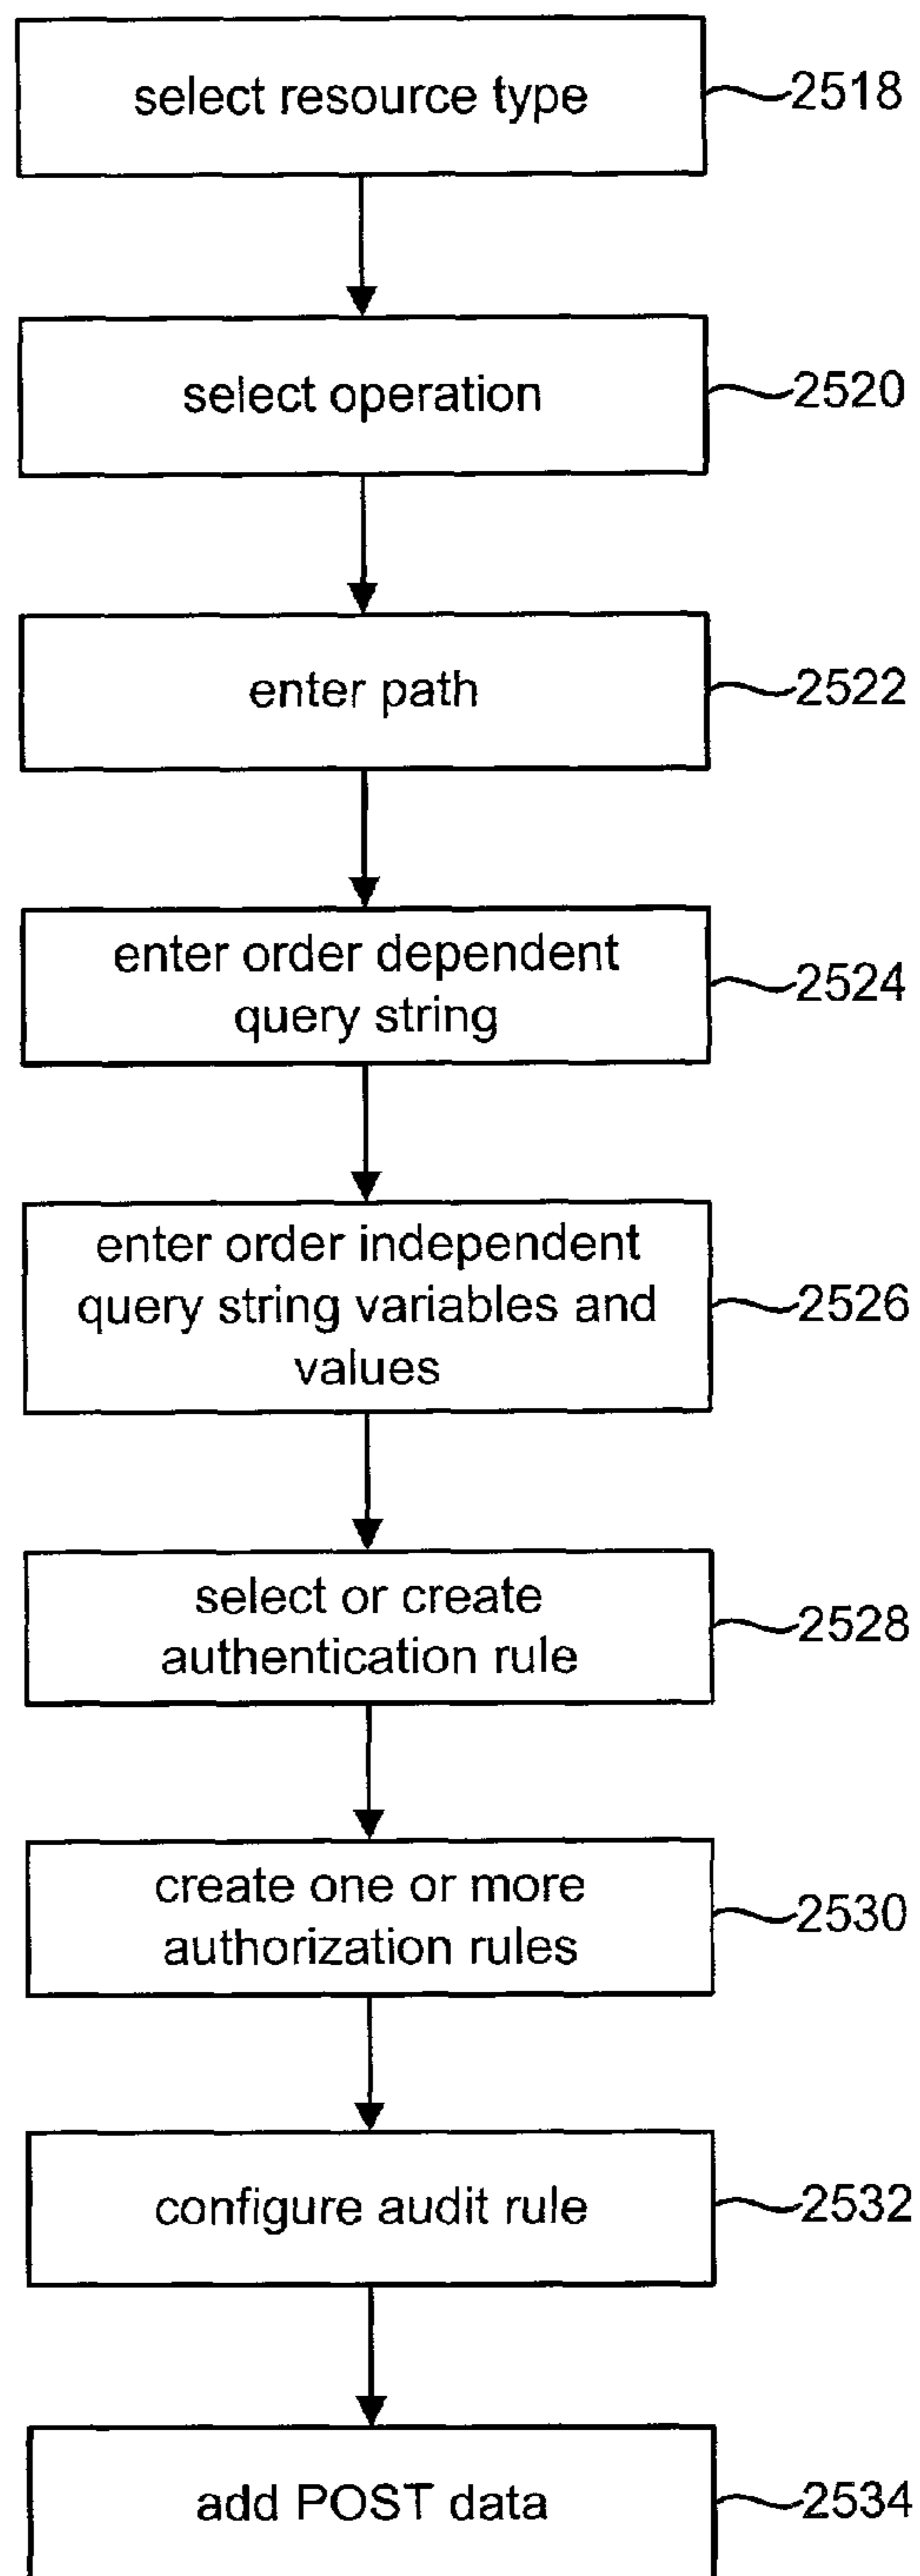 select resource type
2518
select operation
2520
enter path
2522
enter order dependent
query string
2524
enter order independent
query string variables and
values
2526
select or create
authentication rule
2528
create one or more
authorization rules
2530
configure audit rule
2532
add POST data
2534